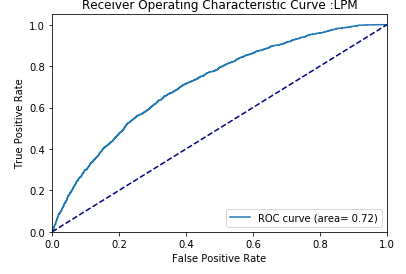 Receiver Operating Characteristic Curve :LPM
True Positive Rate
1.0
0.8
0.6
0.4
0.2
0.0
ROC curve (area= 0.72)
0.0 0.2 0.4 0.6 0.8 1.0
False Positive Rate